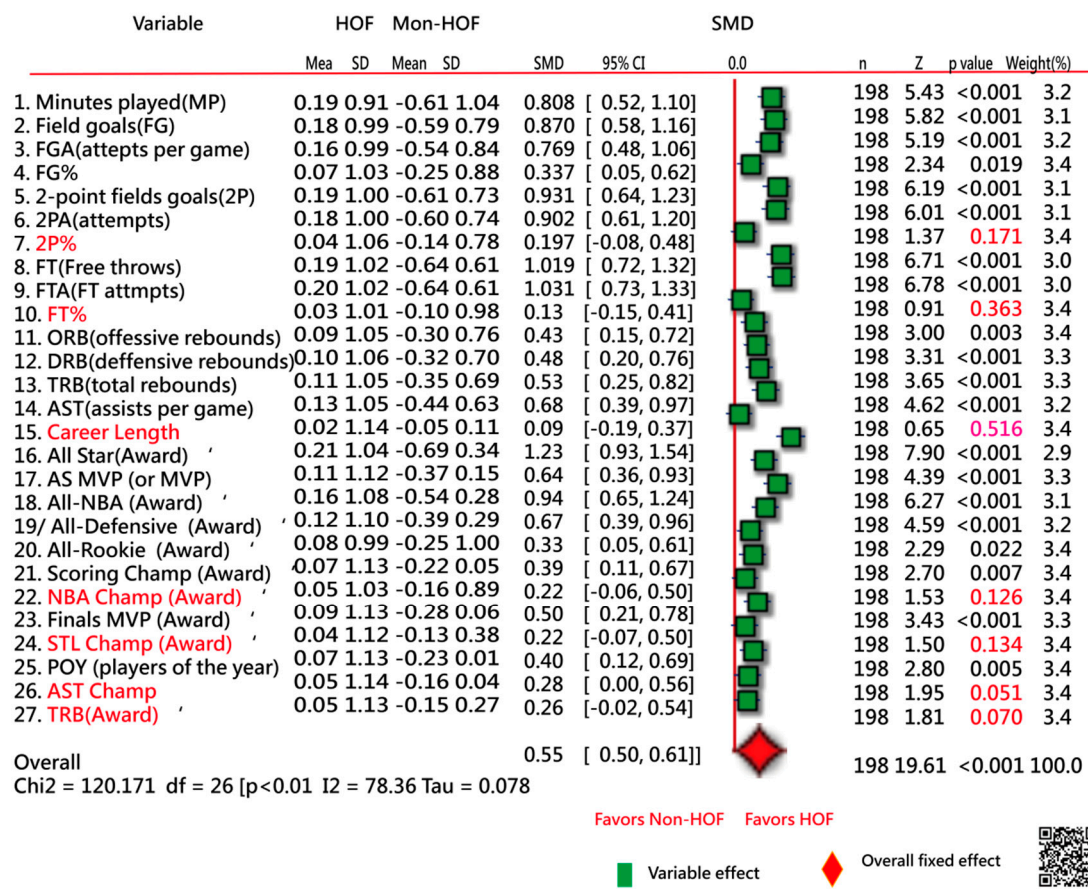 Variable HOF Mon-HOF SMD
Mea SD Mean SD SMD 95% CI 0.0 n Z p value Weight(%)
1. Minutes played(MP) 0.19 0.91 -0.61 1.04 0.808 [ 0.52, 1.10] 198 5.43 <0.001 3.2
2. Field goals(FG) 0.18 0.99 -0.59 0.79 0.870 [ 0.58, 1.16] 198 5.82 <0.001 3.1
3. FGA(attepts per game) 0.16 0.99 -0.54 0.84 0.769 [ 0.48, 1.06] 198 5.19 <0.001 3.2
4. FG% 0.07 1.03 -0.25 0.88 0.337 [ 0.05, 0.62] 198 2.34 0.019 3.4
5. 2-point fields goals(2P) 0.19 1.00 -0.61 0.73 0.931 [ 0.64, 1.23] 198 6.19 <0.001 3.1
6. 2PA(attempts) 0.18 1.00 -0.60 0.74 0.902 [ 0.61, 1.20] 198 6.01 <0.001 3.1
7. 2P% 0.04 1.06 -0.14 0.78 0.197 [-0.08, 0.48] 198 1.37 0.171 3.4
8. FT(Free throws) 0.19 1.02 -0.64 0.61 1.019 [ 0.72, 1.32] 198 6.71 <0.001 3.0
9. FTA(FT attmpts) 0.20 1.02 -0.64 0.61 1.031 [ 0.73, 1.33] 198 6.78 <0.001 3.0
10. FT% 0.03 1.01 -0.10 0.98 0.13 [-0.15, 0.41] 198 0.91 0.363 3.4
11. ORB(offessive rebounds) 0.09 1.05 -0.30 0.76 0.43 [ 0.15, 0.72] 198 3.00 0.003 3.4
12. DRB(deffensive rebounds) 0.10 1.06 -0.32 0.70 0.48 [ 0.20, 0.76] 198 3.31 <0.001 3.3
13. TRB(total rebounds) 0.11 1.05 -0.35 0.69 0.53 [ 0.25, 0.82] 198 3.65 <0.001 3.3
14. AST(assists per game) 0.13 1.05 -0.44 0.63 0.68 [ 0.39, 0.97] 198 4.62 <0.001 3.2
15. Career Length 0.02 1.14 -0.05 0.11 0.09 [-0.19, 0.37] 198 0.65 0.516 3.4
16. All Star(Award) ‘ 0.21 1.04 -0.69 0.34 1.23 [ 0.93, 1.54] 198 7.90 <0.001 2.9
17. AS MVP (or MVP) 0.11 1.12 -0.37 0.15 0.64 [ 0.36, 0.93] 198 4.39 <0.001 3.3
18. All-NBA (Award) ‘ 0.16 1.08 -0.54 0.28 0.94 [ 0.65, 1.24] 198 6.27 <0.001 3.1
19/ All-Defensive (Award) ‘ 0.12 1.10 -0.39 0.29 0.67 [ 0.39, 0.96] 198 4.59 <0.001 3.2
20. All-Rookie (Award) ‘ 0.08 0.99 -0.25 1.00 0.33 [ 0.05, 0.61] 198 2.29 0.022 3.4
21. Scoring Champ (Award) ‘ 0.07 1.13 -0.22 0.05 0.39 [ 0.11, 0.67] 198 2.70 0.007 3.4
22. NBA Champ (Award) ‘ 0.05 1.03 -0.16 0.89 0.22 [-0.06, 0.50] 198 1.53 0.126 3.4
23. Finals MVP (Award) ‘ 0.09 1.13 -0.28 0.06 0.50 [ 0.21, 0.78] 198 3.43 <0.001 3.3
24. STL Champ (Award) ‘ 0.04 1.12 -0.13 0.38 0.22 [-0.07, 0.50] 198 1.50 0.134 3.4
25. POY (players of the year) 0.07 1.13 -0.23 0.01 0.40 [ 0.12, 0.69] 198 2.80 0.005 3.4
26. AST Champ 0.05 1.14 -0.16 0.04 0.28 [ 0.00, 0.56] 198 1.95 0.051 3.4
27. TRB(Award) ‘ 0.05 1.13 -0.15 0.27 0.26 [-0.02, 0.54] 198 1.81 0.070 3.4
Overall 0.55 [ 0.50, 0.61]] 198 19.61 <0.001 100.0
Chi2 = 120.171 df = 26 [p<0.01 I2 = 78.36 Tau = 0.078
Favors Non-HOF Favors HOF
Variable effect Overall fixed effect